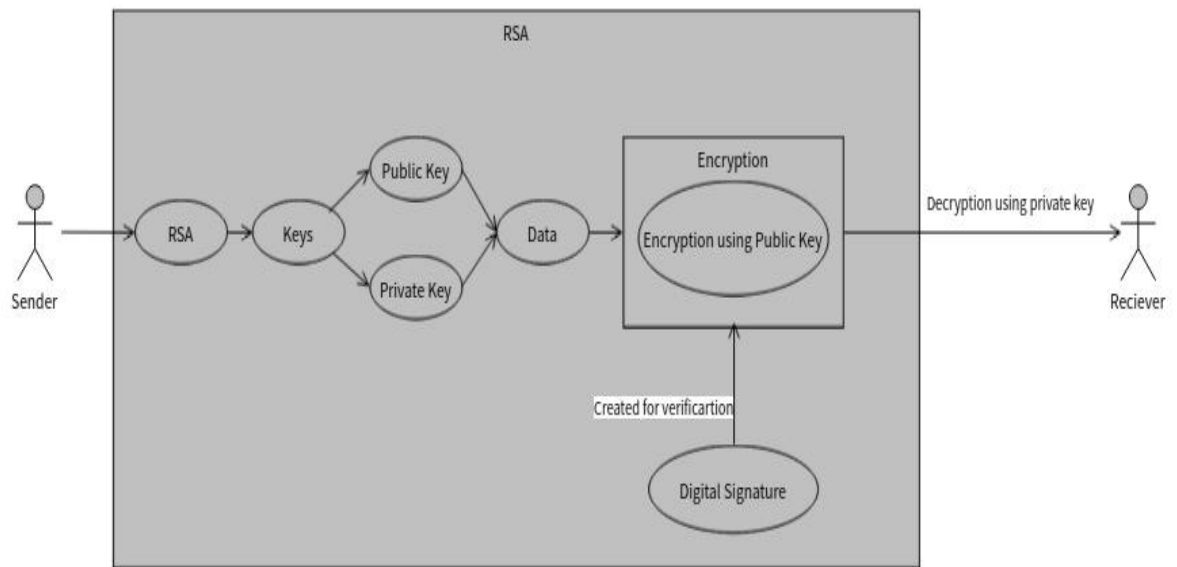 RSA
Public Key
Encryption
Decryption using private key
RSA
Keys
Data
Encryption using Public Key
Private Key
Sender
Reciever
Created for verificartion
Digital Signature